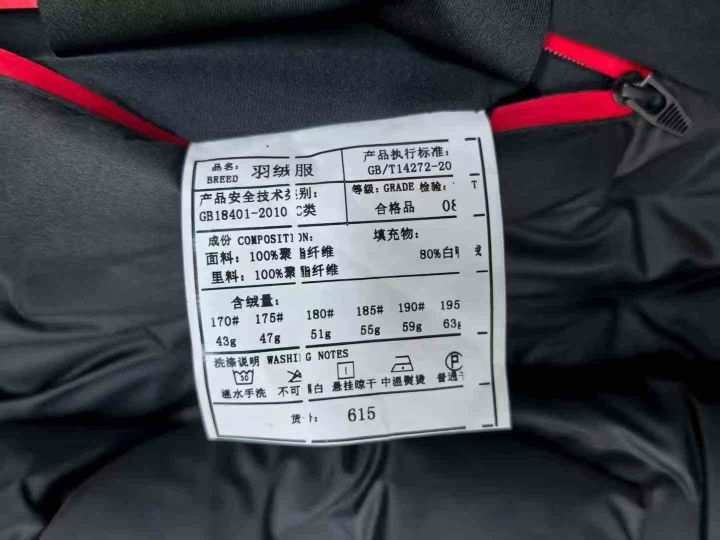 品名: 羽绒服
BREED
产品执行标准:
GB/T14272-20
产品安全技术类别:
GB18401-2010 C类
等级: GRADE 检验: T
合格品 08
成份 COMPOSITION:
填充物:
面料: 100%聚酯纤维
里料: 100%聚酯纤维
80%白
含绒量:
170# 175# 180# 185# 190# 195
43g 47g 51g 55g 59g 63g
洗涤说明 WASHING NOTES
30
P
温水手洗 不可 白 悬挂晾干 中温熨烫 普通干
货 615